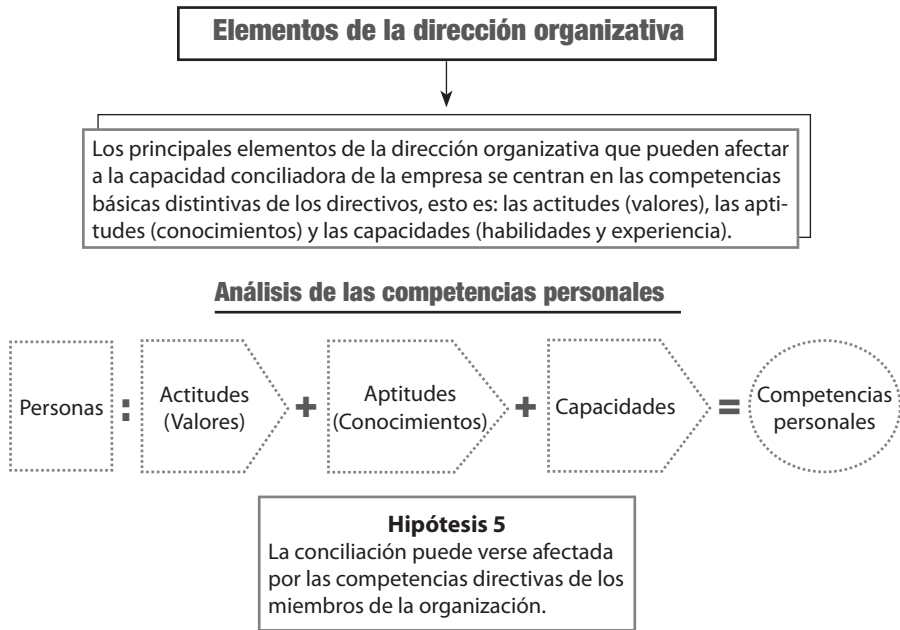 Elementos de la dirección organizativa
Los principales elementos de la dirección organizativa que pueden afectar
a la capacidad conciliadora de la empresa se centran en las competencias
básicas distintivas de los directivos, esto es: las actitudes (valores), las apti-
tudes (conocimientos) y las capacidades (habilidades y experiencia).
Análisis de las competencias personales
Personas
:
Actitudes
(Valores)
+
Aptitudes
(Conocimientos)
+
Capacidades
=
Competencias
personales
Hipótesis 5
La conciliación puede verse afectada
por las competencias directivas de los
miembros de la organización.